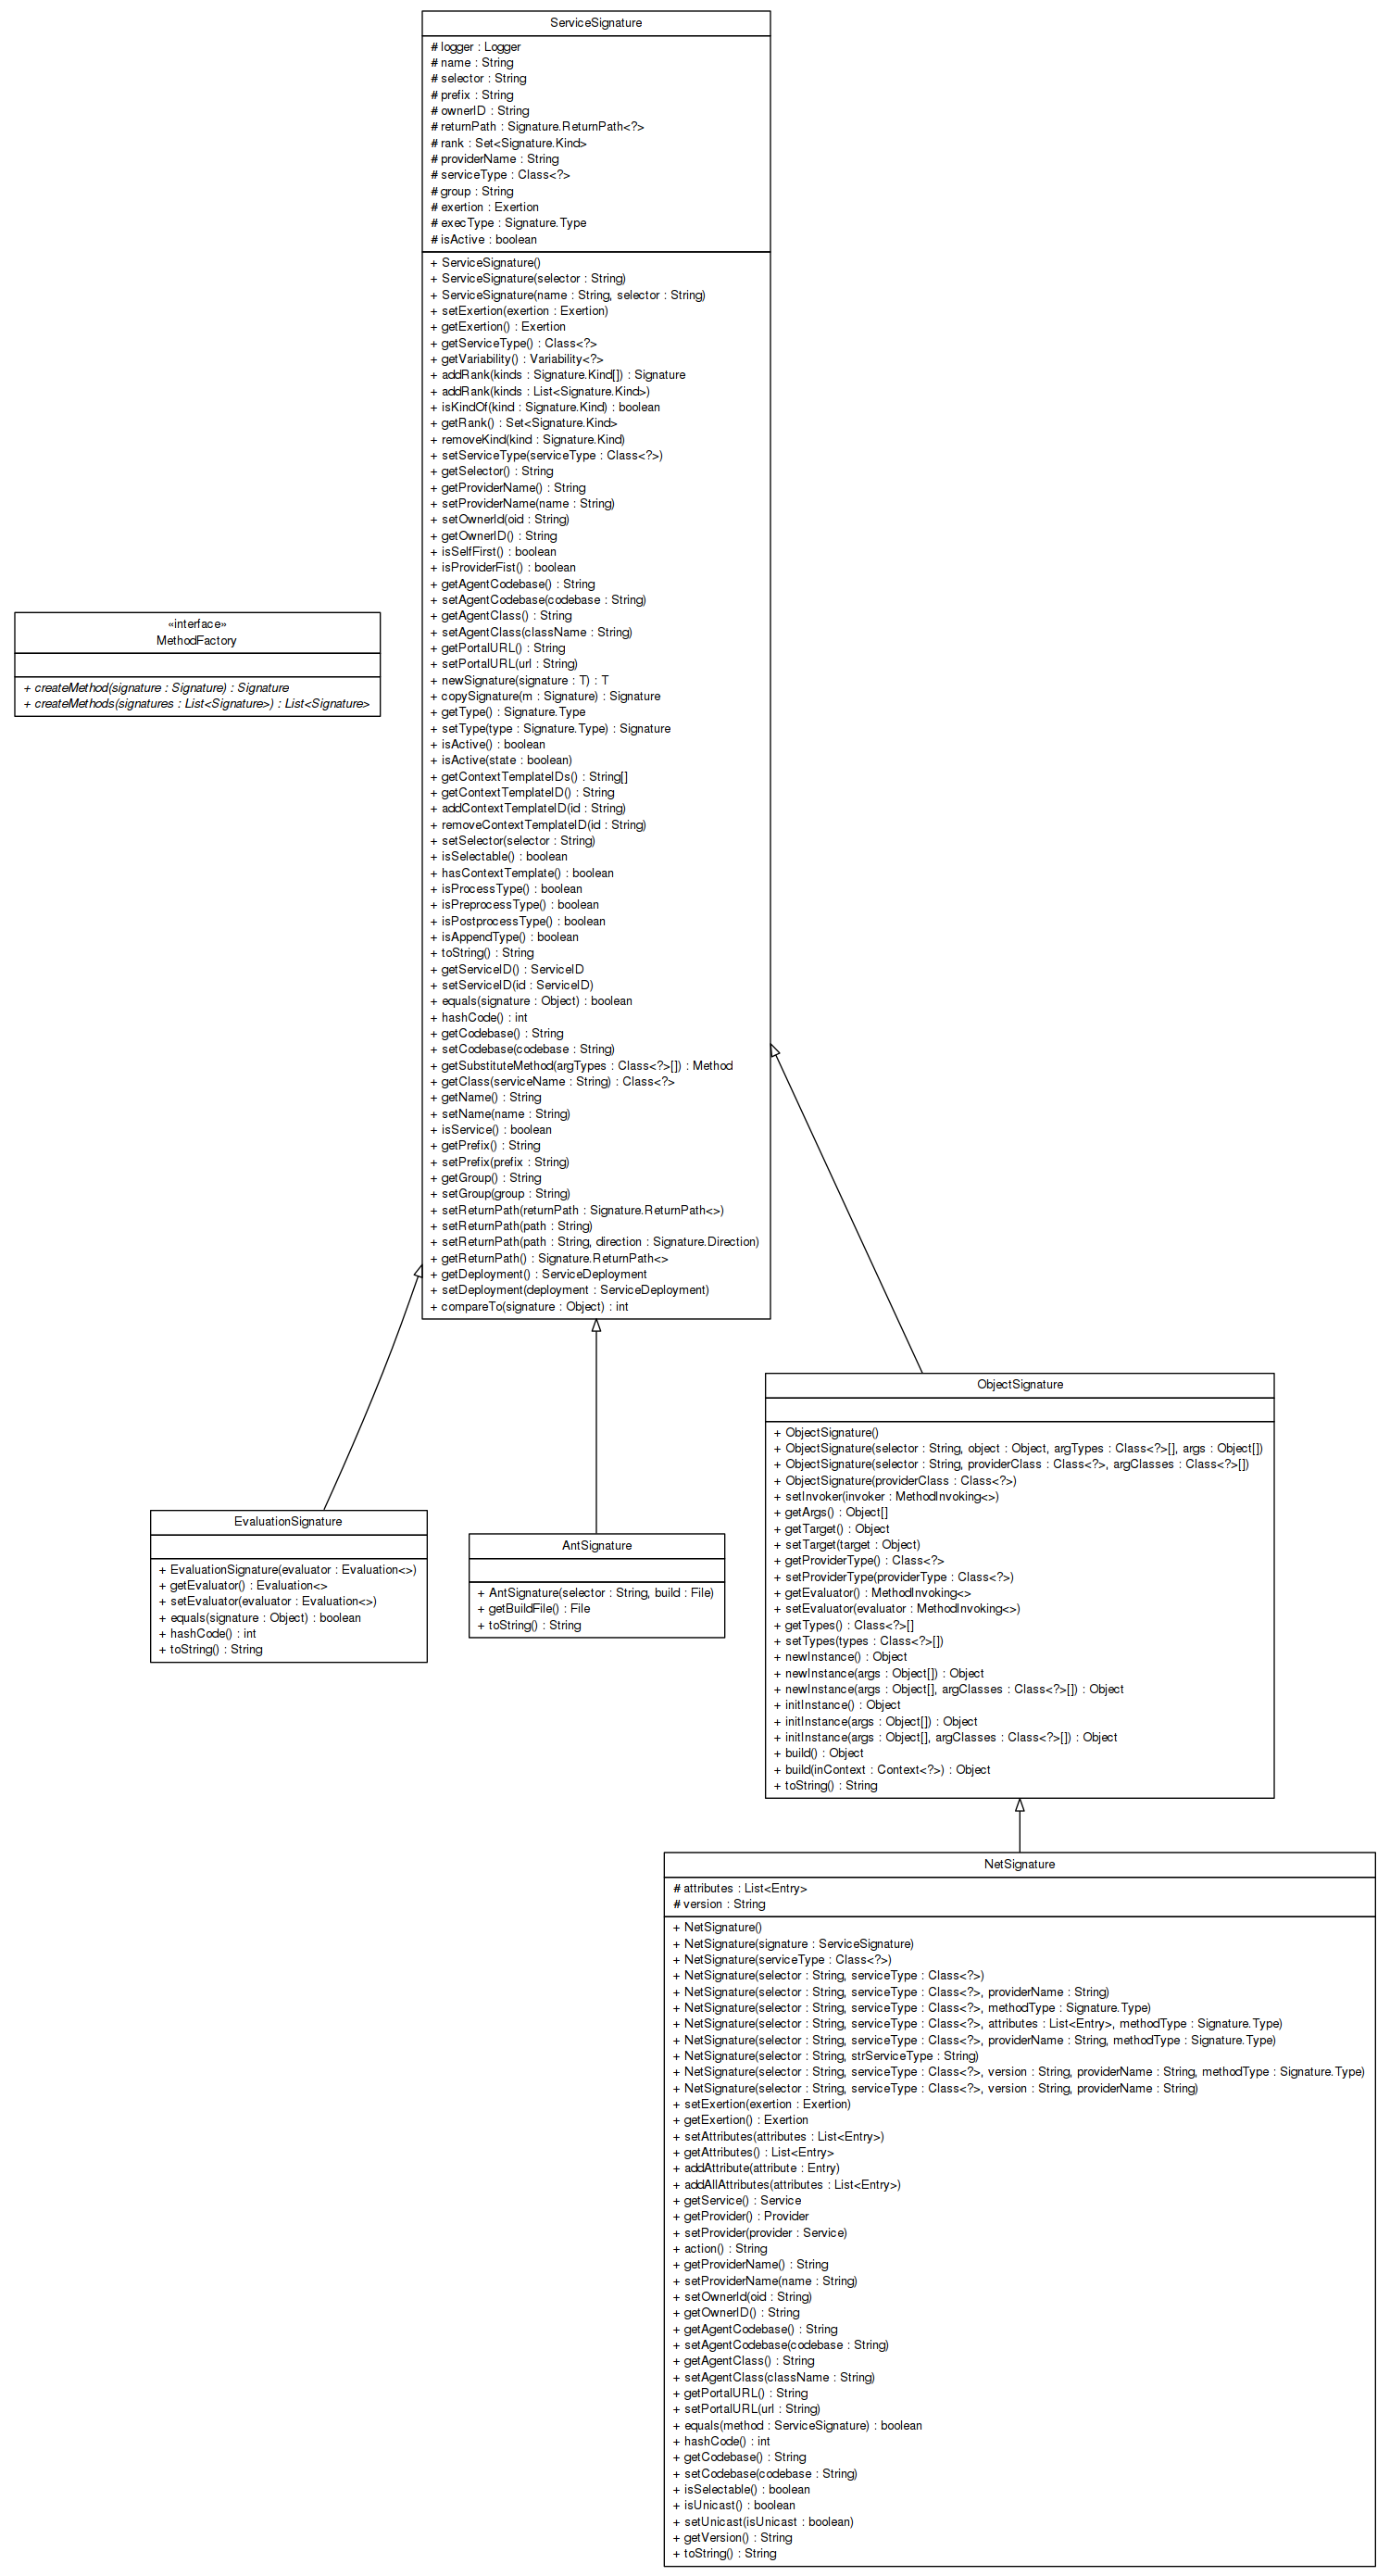 ServiceSignature
# logger : Logger
# name : String
# selector : String
# prefix : String
# ownerID : String
# returnPath : Signature.ReturnPath<?>
# rank : Set<Signature.Kind>
# providerName : String
# serviceType : Class<?>
# group : String
# exertion : Exertion
# execType : Signature.Type
# isActive : boolean
+ ServiceSignature()
+ ServiceSignature(selector : String)
+ ServiceSignature(name : String, selector : String)
+ setExertion(exertion : Exertion)
+ getExertion() : Exertion
+ getServiceType() : Class<?>
+ getVariability() : Variability<?>
+ addRank(kinds : Signature.Kind[]) : Signature
+ addRank(kinds : List<Signature.Kind>)
+ isKindOf(kind : Signature.Kind) : boolean
+ getRank() : Set<Signature.Kind>
+ removeKind(kind : Signature.Kind)
+ setServiceType(serviceType : Class<?>)
+ getSelector() : String
+ getProviderName() : String
+ setProviderName(name : String)
+ setOwnerId(oid : String)
+ getOwnerID() : String
+ isSelfFirst() : boolean
+ isProviderFist() : boolean
+ getAgentCodebase() : String
+ setAgentCodebase(codebase : String)
+ getAgentClass() : String
+ setAgentClass(className : String)
+ getPortalURL() : String
+ setPortalURL(url : String)
+ newSignature(signature : T) : T
+ copySignature(m : Signature) : Signature
+ getType() : Signature.Type
+ setType(type : Signature.Type) : Signature
+ isActive() : boolean
+ isActive(state : boolean)
+ getContextTemplateIDs() : String[]
+ getContextTemplateID() : String
+ addContextTemplateID(id : String)
+ removeContextTemplateID(id : String)
+ setSelector(selector : String)
+ isSelectable() : boolean
+ hasContextTemplate() : boolean
+ isProcessType() : boolean
+ isPreprocessType() : boolean
+ isPostprocessType() : boolean
+ isAppendType() : boolean
+ toString() : String
+ getServiceID() : ServiceID
+ setServiceID(id : ServiceID)
+ equals(signature : Object) : boolean
+ hashCode() : int
+ getCodebase() : String
+ setCodebase(codebase : String)
+ getSubstituteMethod(argTypes : Class<?>[]) : Method
+ getClass(serviceName : String) : Class<?>
+ getName() : String
+ setName(name : String)
+ isService() : boolean
+ getPrefix() : String
+ setPrefix(prefix : String)
+ getGroup() : String
+ setGroup(group : String)
+ setReturnPath(returnPath : Signature.ReturnPath<>)
+ setReturnPath(path : String)
+ setReturnPath(path : String, direction : Signature.Direction)
+ getReturnPath() : Signature.ReturnPath<>
+ getDeployment() : ServiceDeployment
+ setDeployment(deployment : ServiceDeployment)
+ compareTo(signature : Object) : int
«interface»
MethodFactory
+ createMethod(signature : Signature) : Signature
+ createMethods(signatures : List<Signature>) : List<Signature>
EvaluationSignature
+ EvaluationSignature(evaluator : Evaluation<>)
+ getEvaluator() : Evaluation<>
+ setEvaluator(evaluator : Evaluation<>)
+ equals(signature : Object) : boolean
+ hashCode() : int
+ toString() : String
AntSignature
+ AntSignature(selector : String, build : File)
+ getBuildFile() : File
+ toString() : String
ObjectSignature
+ ObjectSignature()
+ ObjectSignature(selector : String, object : Object, argTypes : Class<?>[], args : Object[])
+ ObjectSignature(selector : String, providerClass : Class<?>, argClasses : Class<?>[])
+ ObjectSignature(providerClass : Class<?>)
+ setInvoker(invoker : MethodInvoking<>)
+ getArgs() : Object[]
+ getTarget() : Object
+ setTarget(target : Object)
+ getProviderType() : Class<?>
+ setProviderType(providerType : Class<?>)
+ getEvaluator() : MethodInvoking<>
+ setEvaluator(evaluator : MethodInvoking<>)
+ getTypes() : Class<?>[]
+ setTypes(types : Class<?>[])
+ newInstance() : Object
+ newInstance(args : Object[]) : Object
+ newInstance(args : Object[], argClasses : Class<?>[]) : Object
+ initInstance() : Object
+ initInstance(args : Object[]) : Object
+ initInstance(args : Object[], argClasses : Class<?>[]) : Object
+ build() : Object
+ build(inContext : Context<?>) : Object
+ toString() : String
NetSignature
# attributes : List<Entry>
# version : String
+ NetSignature()
+ NetSignature(signature : ServiceSignature)
+ NetSignature(serviceType : Class<?>)
+ NetSignature(selector : String, serviceType : Class<?>)
+ NetSignature(selector : String, serviceType : Class<?>, providerName : String)
+ NetSignature(selector : String, serviceType : Class<?>, methodType : Signature.Type)
+ NetSignature(selector : String, serviceType : Class<?>, attributes : List<Entry>, methodType : Signature.Type)
+ NetSignature(selector : String, serviceType : Class<?>, providerName : String, methodType : Signature.Type)
+ NetSignature(selector : String, strServiceType : String)
+ NetSignature(selector : String, serviceType : Class<?>, version : String, providerName : String, methodType : Signature.Type)
+ NetSignature(selector : String, serviceType : Class<?>, version : String, providerName : String)
+ setExertion(exertion : Exertion)
+ getExertion() : Exertion
+ setAttributes(attributes : List<Entry>)
+ getAttributes() : List<Entry>
+ addAttribute(attribute : Entry)
+ addAllAttributes(attributes : List<Entry>)
+ getService() : Service
+ getProvider() : Provider
+ setProvider(provider : Service)
+ action() : String
+ getProviderName() : String
+ setProviderName(name : String)
+ setOwnerId(oid : String)
+ getOwnerID() : String
+ getAgentCodebase() : String
+ setAgentCodebase(codebase : String)
+ getAgentClass() : String
+ setAgentClass(className : String)
+ getPortalURL() : String
+ setPortalURL(url : String)
+ equals(method : ServiceSignature) : boolean
+ hashCode() : int
+ getCodebase() : String
+ setCodebase(codebase : String)
+ isSelectable() : boolean
+ isUnicast() : boolean
+ setUnicast(isUnicast : boolean)
+ getVersion() : String
+ toString() : String